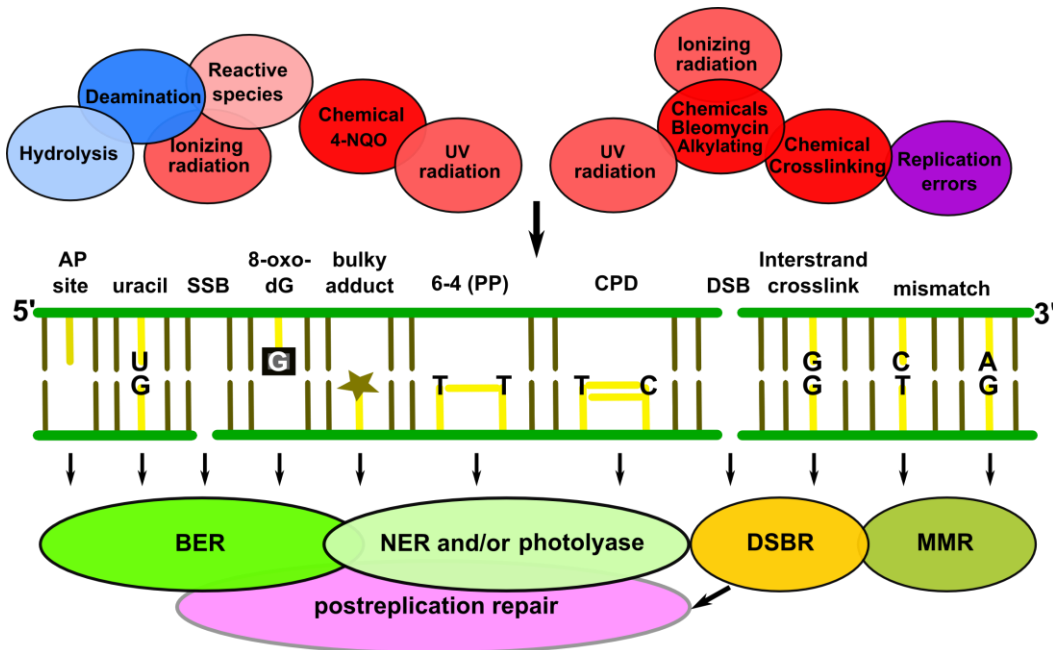 Hydrolysis
Deamination
Reactive
species
Ionizing
radiation
Chemical
4-NQO
UV
radiation
UV
radiation
Ionizing
radiation
Chemicals
Bleomycin
Alkylating
Chemical
Crosslinking
Replication
errors
AP
site
uracil
SSB
8-oxo-
dG
bulky
adduct
6-4 (PP)
CPD
DSB
Interstrand
crosslink
mismatch
5'
3'
U
G
G
T
T
T
C
G
G
C
T
A
G
BER
NER and/or photolyase
DSBR
MMR
postreplication repair